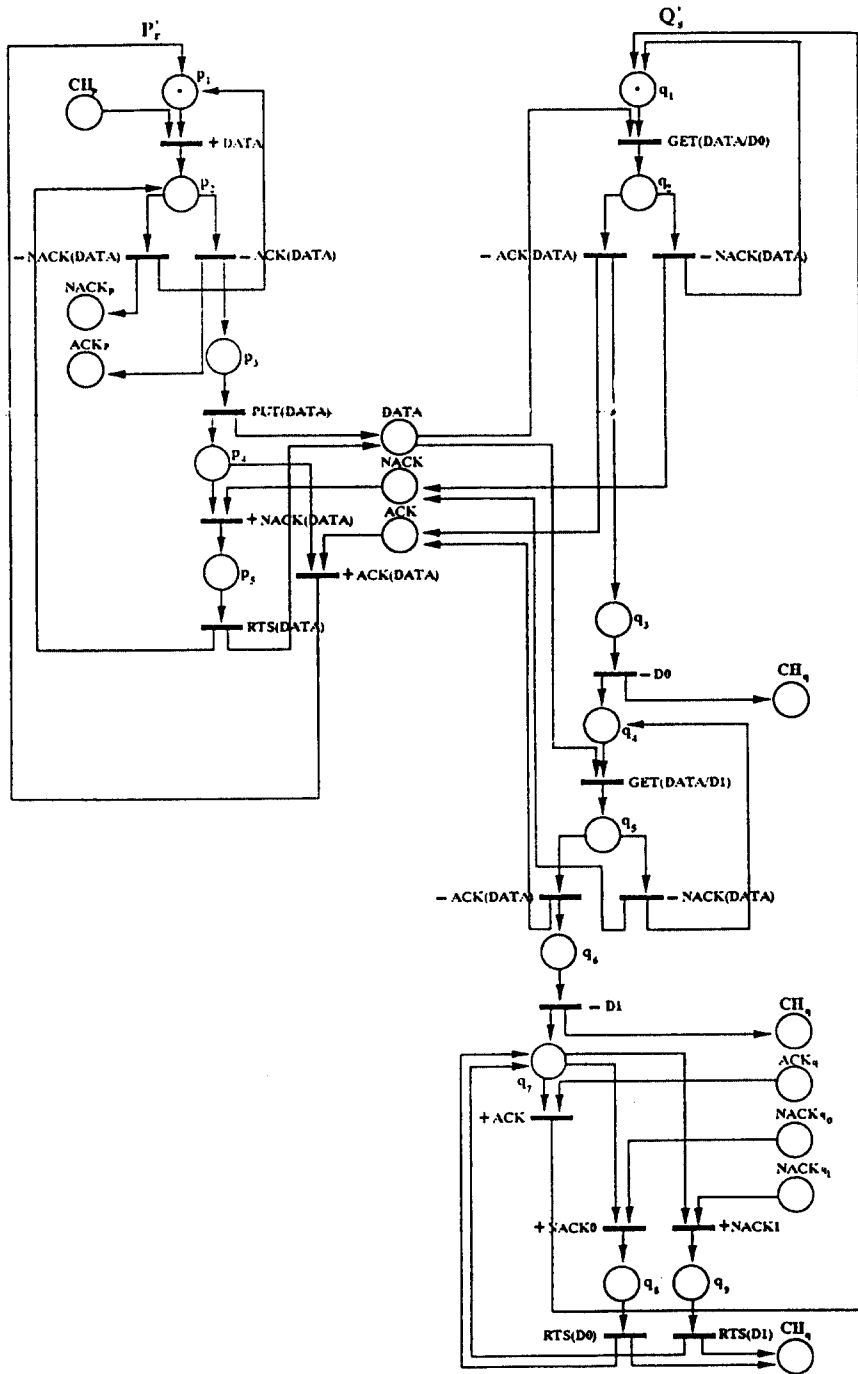 P'r
Q's
p1
CHp
+ DATA
p2
− NACK(DATA)
− ACK(DATA)
NACKp
ACKp
p3
PUT(DATA)
DATA
p4
NACK
+ NACK(DATA)
ACK
p5
+ ACK(DATA)
RTS(DATA)
q1
GET(DATA/D0)
q2
− ACK(DATA)
− NACK(DATA)
q3
− D0
CHq
q4
GET(DATA/D1)
q5
− ACK(DATA)
− NACK(DATA)
q6
− D1
CHq
q7
ACKq
+ ACK
NACKq0
NACKq1
+NACK0
+NACK1
q8
q9
RTS(D0)
RTS(D1)
CHq